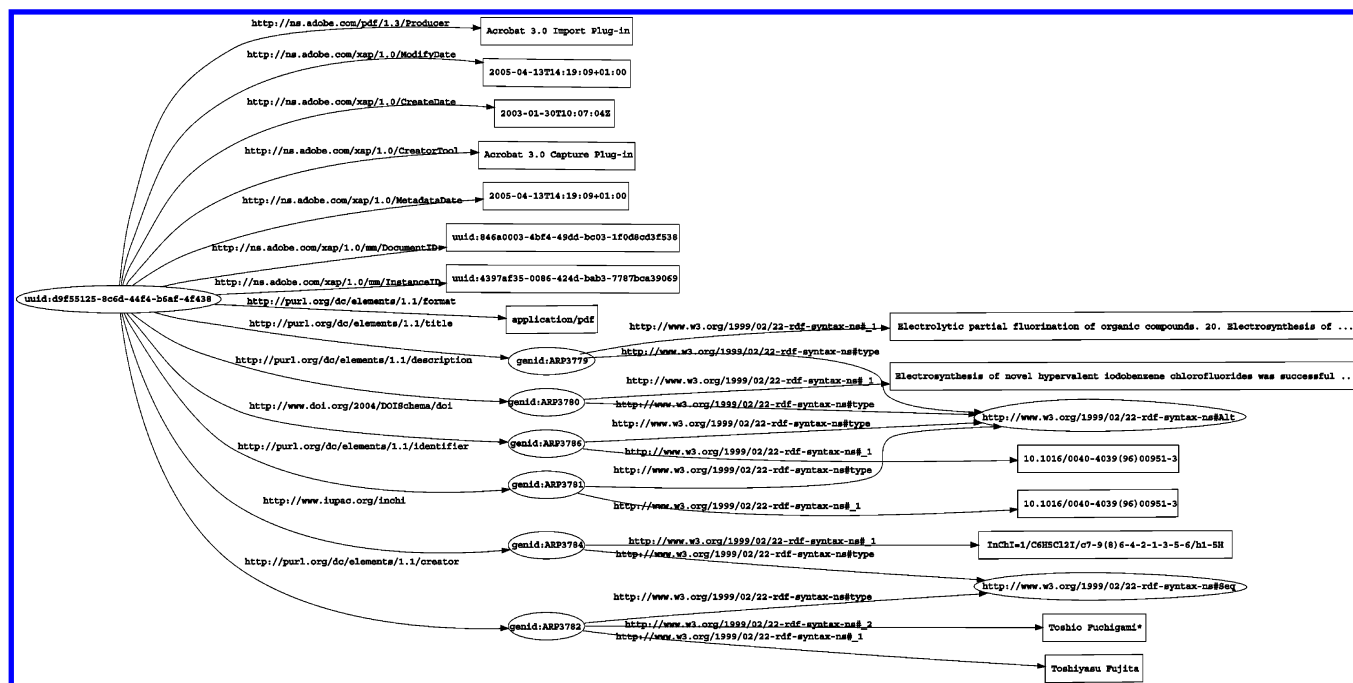 http://ns.adobe.com/pdf/1.3/Producer
Acrobat 3.0 Import Plug-in
http://ns.adobe.com/xap/1.0/ModifyDate
2005-04-13T14:19:09+01:00
http://ns.adobe.com/xap/1.0/CreateDate
2003-01-30T10:07:04Z
http://ns.adobe.com/xap/1.0/CreatorTool
Acrobat 3.0 Capture Plug-in
http://ns.adobe.com/xap/1.0/MetadataDate
2005-04-13T14:19:09+01:00
http://ns.adobe.com/xap/1.0/mm/DocumentID
uuid:846a0003-4bf4-49dd-bc03-1f0d8cd3f538
http://ns.adobe.com/xap/1.0/mm/InstanceID
uuid:4397af35-0086-424d-bab3-7787bca39069
uuid:d9f55125-8c6d-44f4-b6af-4f438
http://purl.org/dc/elements/1.1/format
application/pdf
http://purl.org/dc/elements/1.1/title
http://www.w3.org/1999/02/22-rdf-syntax-ns#_1
Electrolytic partial fluorination of organic compounds. 20. Electrosynthesis of ...
genid:ARP3779
http://www.w3.org/1999/02/22-rdf-syntax-ns#type
http://purl.org/dc/elements/1.1/description
http://www.w3.org/1999/02/22-rdf-syntax-ns#_1
Electrosynthesis of novel hypervalent iodobenzene chlorofluorides was successful ...
genid:ARP3780
http://www.w3.org/1999/02/22-rdf-syntax-ns#type
http://www.doi.org/2004/DOISchema/doi
http://www.w3.org/1999/02/22-rdf-syntax-ns#type
http://www.w3.org/1999/02/22-rdf-syntax-ns#Alt
genid:ARP3786
http://purl.org/dc/elements/1.1/identifier
http://www.w3.org/1999/02/22-rdf-syntax-ns#_1
10.1016/0040-4039(96)00951-3
http://www.w3.org/1999/02/22-rdf-syntax-ns#type
genid:ARP3781
http://www.iupac.org/inchi
http://www.w3.org/1999/02/22-rdf-syntax-ns#_1
10.1016/0040-4039(96)00951-3
http://www.w3.org/1999/02/22-rdf-syntax-ns#_1
genid:ARP3784
InChI=1/C6H5Cl2I/c7-9(8)6-4-2-1-3-5-6/h1-5H
http://www.w3.org/1999/02/22-rdf-syntax-ns#type
http://purl.org/dc/elements/1.1/creator
http://www.w3.org/1999/02/22-rdf-syntax-ns#Seq
http://www.w3.org/1999/02/22-rdf-syntax-ns#type
genid:ARP3782
http://www.w3.org/1999/02/22-rdf-syntax-ns#_2
Toshio Fuchigami*
http://www.w3.org/1999/02/22-rdf-syntax-ns#_1
Toshiyasu Fujita